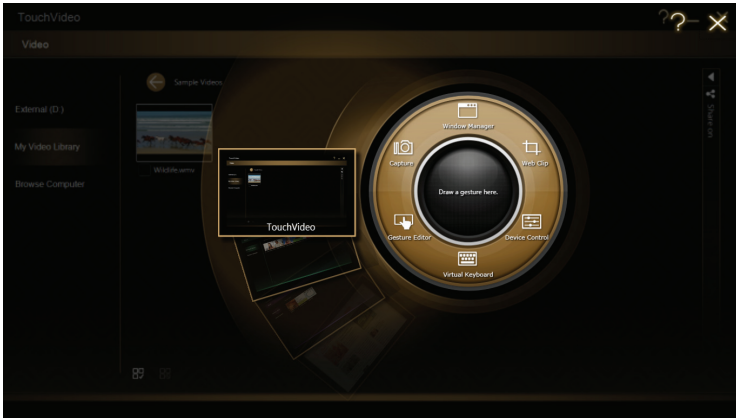 TouchVideo
Video
Sample Videos
External (D:)
My Video Library
Browse Computer
Wildlife.wmv
Share on
TouchVideo
Window Manager
Capture
Web Clip
Draw a gesture here.
Gesture Editor
Device Control
Virtual Keyboard